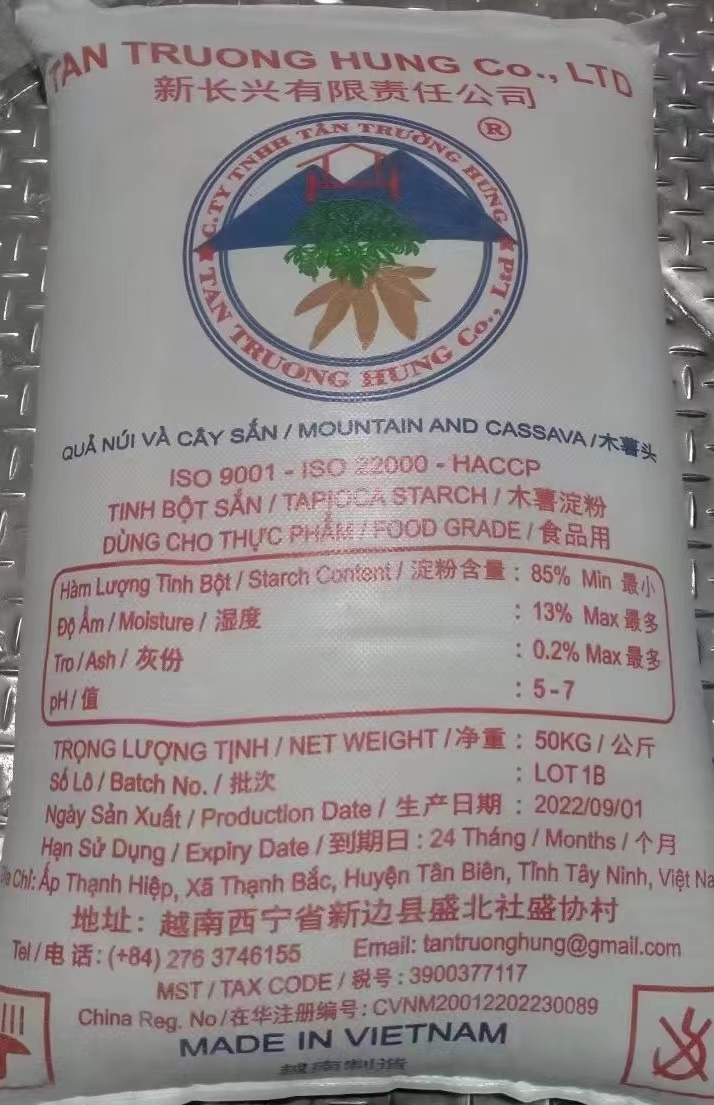 TAN TRUONG HUNG Co., LTD
新长兴有限责任公司
®
C.TY TNHH TÂN TRƯỜNG HƯNG
TAN TRUONG HUNG Co., Ltd
QUẢ NÚI VÀ CÂY SẮN / MOUNTAIN AND CASSAVA / 木薯头
ISO 9001 - ISO 22000 - HACCP
TINH BỘT SẮN / TAPIOCA STARCH / 木薯淀粉
DÙNG CHO THỰC PHẨM / FOOD GRADE / 食品用
Hàm Lượng Tinh Bột / Starch Content / 淀粉含量 : 85% Min 最小
Độ Ẩm / Moisture / 湿度 : 13% Max 最多
Tro / Ash / 灰份 : 0.2% Max 最多
pH / 值 : 5 - 7
TRỌNG LƯỢNG TỊNH / NET WEIGHT / 净重 : 50KG / 公斤
Số Lô / Batch No. / 批次 : LOT 1B
Ngày Sản Xuất / Production Date / 生产日期 : 2022/09/01
Hạn Sử Dụng / Expiry Date / 到期日 : 24 Tháng / Months / 个月
Địa Chỉ: Ấp Thạnh Hiệp, Xã Thạnh Bắc, Huyện Tân Biên, Tỉnh Tây Ninh, Việt Na
地址: 越南西宁省新边县盛北社盛协村
Tel / 电 话: (+84) 276 3746155 Email: tantruonghung@gmail.com
MST / TAX CODE / 税号 : 3900377117
China Reg. No / 在华注册编号 : CVNM20012202230089
MADE IN VIETNAM
越南制造